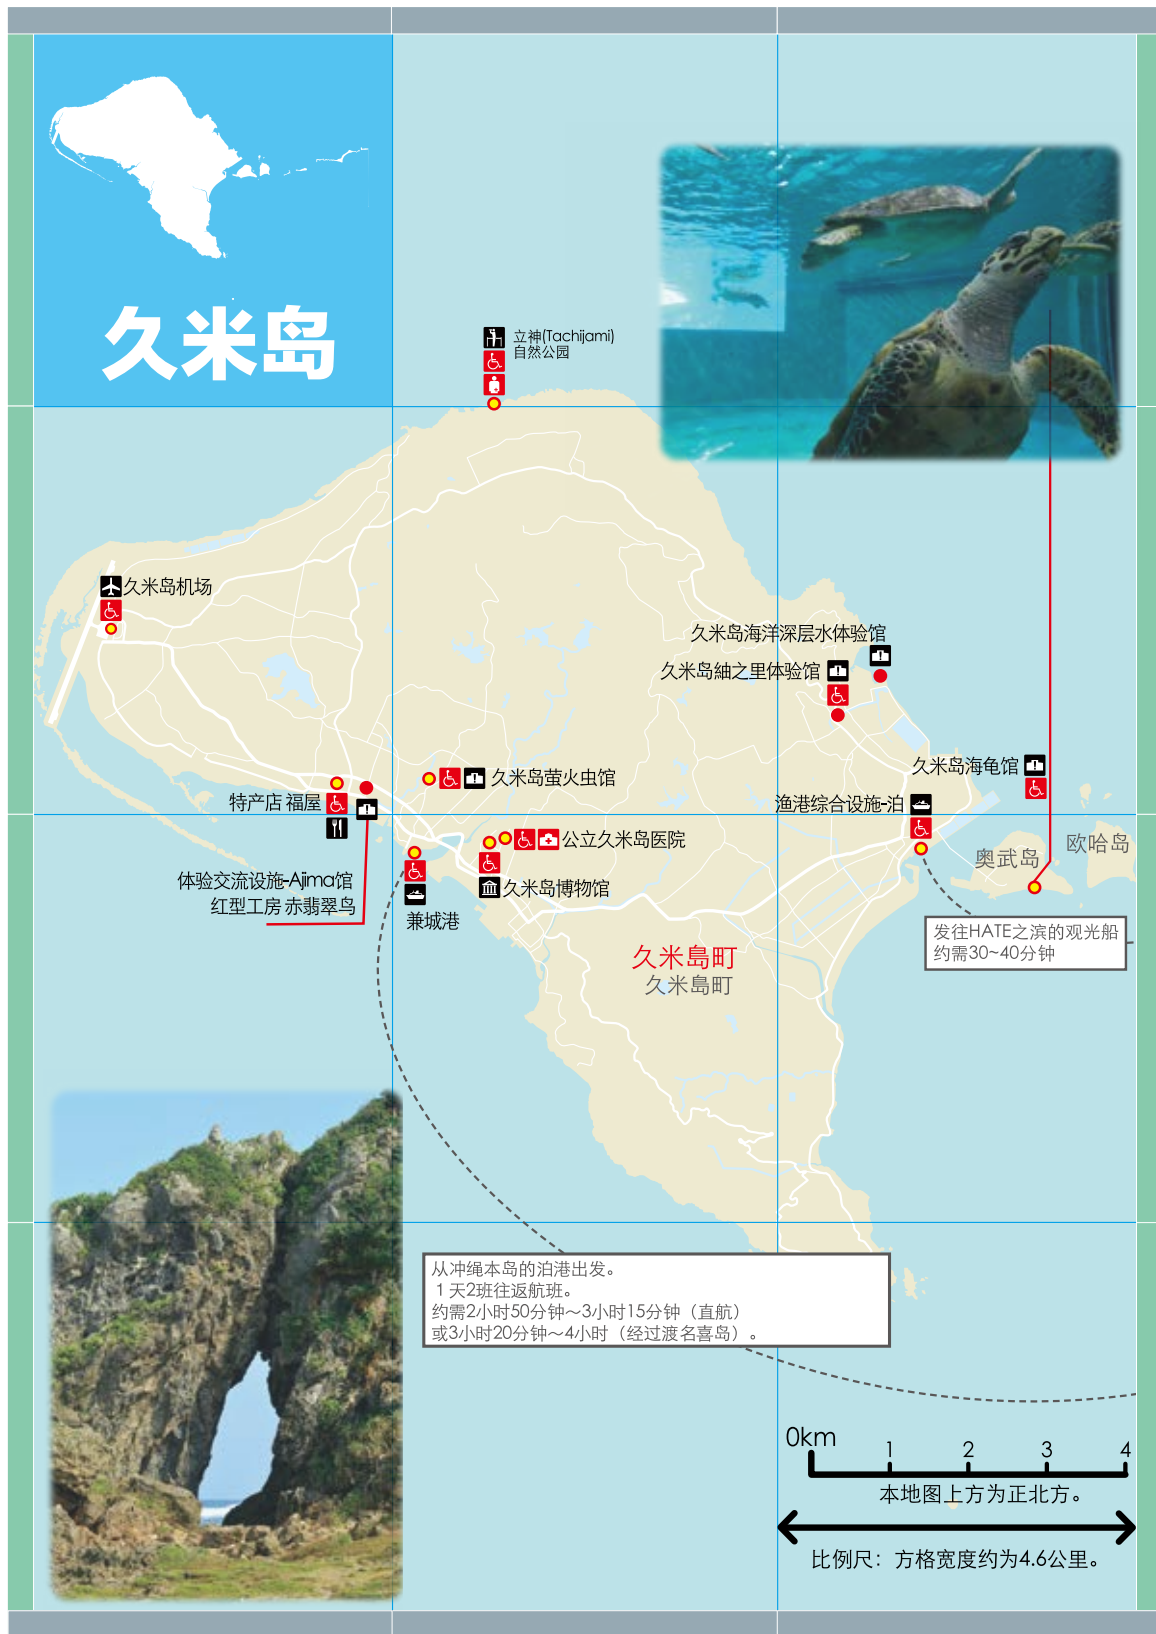 久米岛
立神(Tachijami)
自然公园
久米岛机场
久米岛海洋深层水体验馆
久米岛紬之里体验馆
久米岛海龟馆
久米岛萤火虫馆
特产店 福屋
渔港综合设施-泊
公立久米岛医院
奥武岛
欧哈岛
体验交流设施-Ajima馆
红型工房 赤翡翠鸟
久米岛博物馆
兼城港
发往HATE之滨的观光船
约需30~40分钟
久米島町
久米島町
从冲绳本岛的泊港出发。
1 天2班往返航班。
约需2小时50分钟～3小时15分钟（直航）
或3小时20分钟～4小时（经过渡名喜岛）。
0km 1 2 3 4
本地图上方为正北方。
比例尺：方格宽度约为4.6公里。